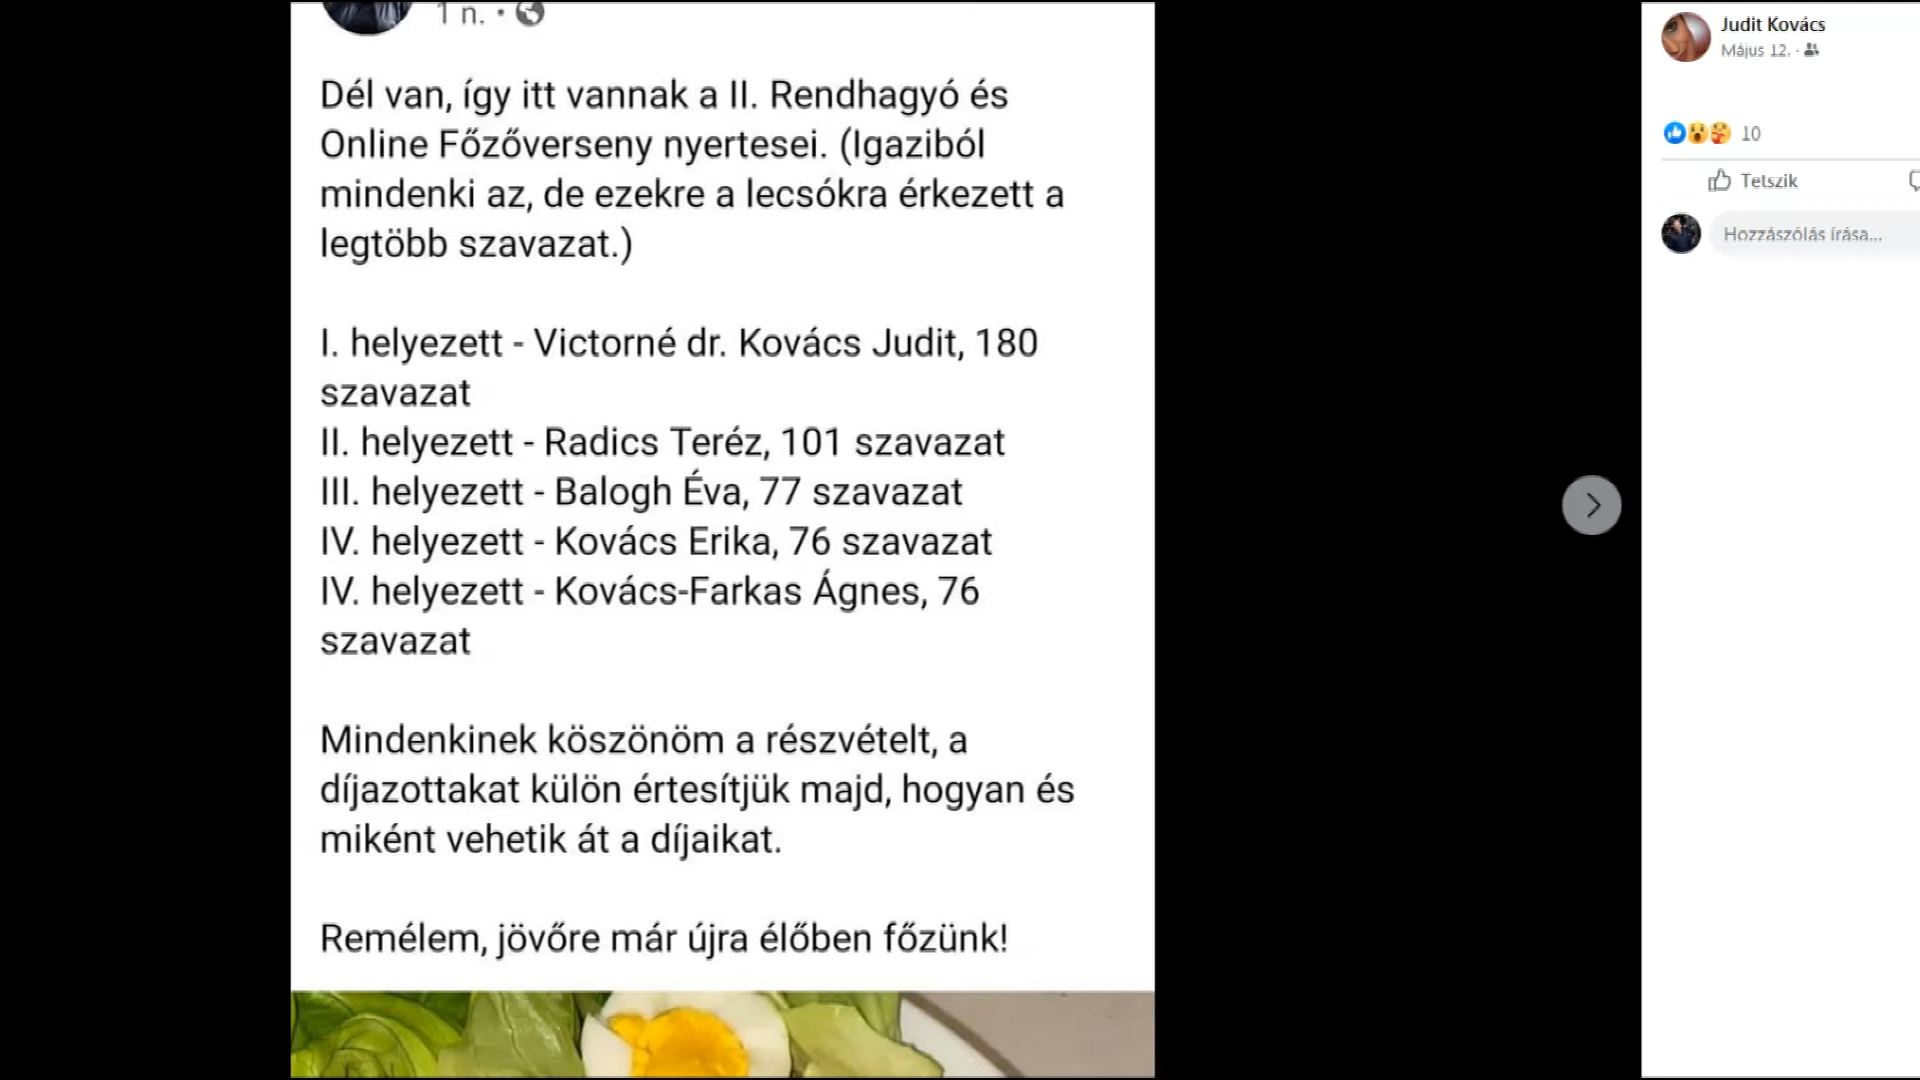 1 n. •
Dél van, így itt vannak a II. Rendhagyó és
Online Főzőverseny nyertesei. (Igaziból
mindenki az, de ezekre a lecsókra érkezett a
legtöbb szavazat.)
I. helyezett - Victorné dr. Kovács Judit, 180
szavazat
II. helyezett - Radics Teréz, 101 szavazat
III. helyezett - Balogh Éva, 77 szavazat
IV. helyezett - Kovács Erika, 76 szavazat
IV. helyezett - Kovács-Farkas Ágnes, 76
szavazat
Mindenkinek köszönöm a részvételt, a
díjazottakat külön értesítjük majd, hogyan és
miként vehetik át a díjaikat.
Remélem, jövőre már újra élőben főzünk!
Judit Kovács
Május 12. ·
10
Tetszik
Hozzászólás írása...